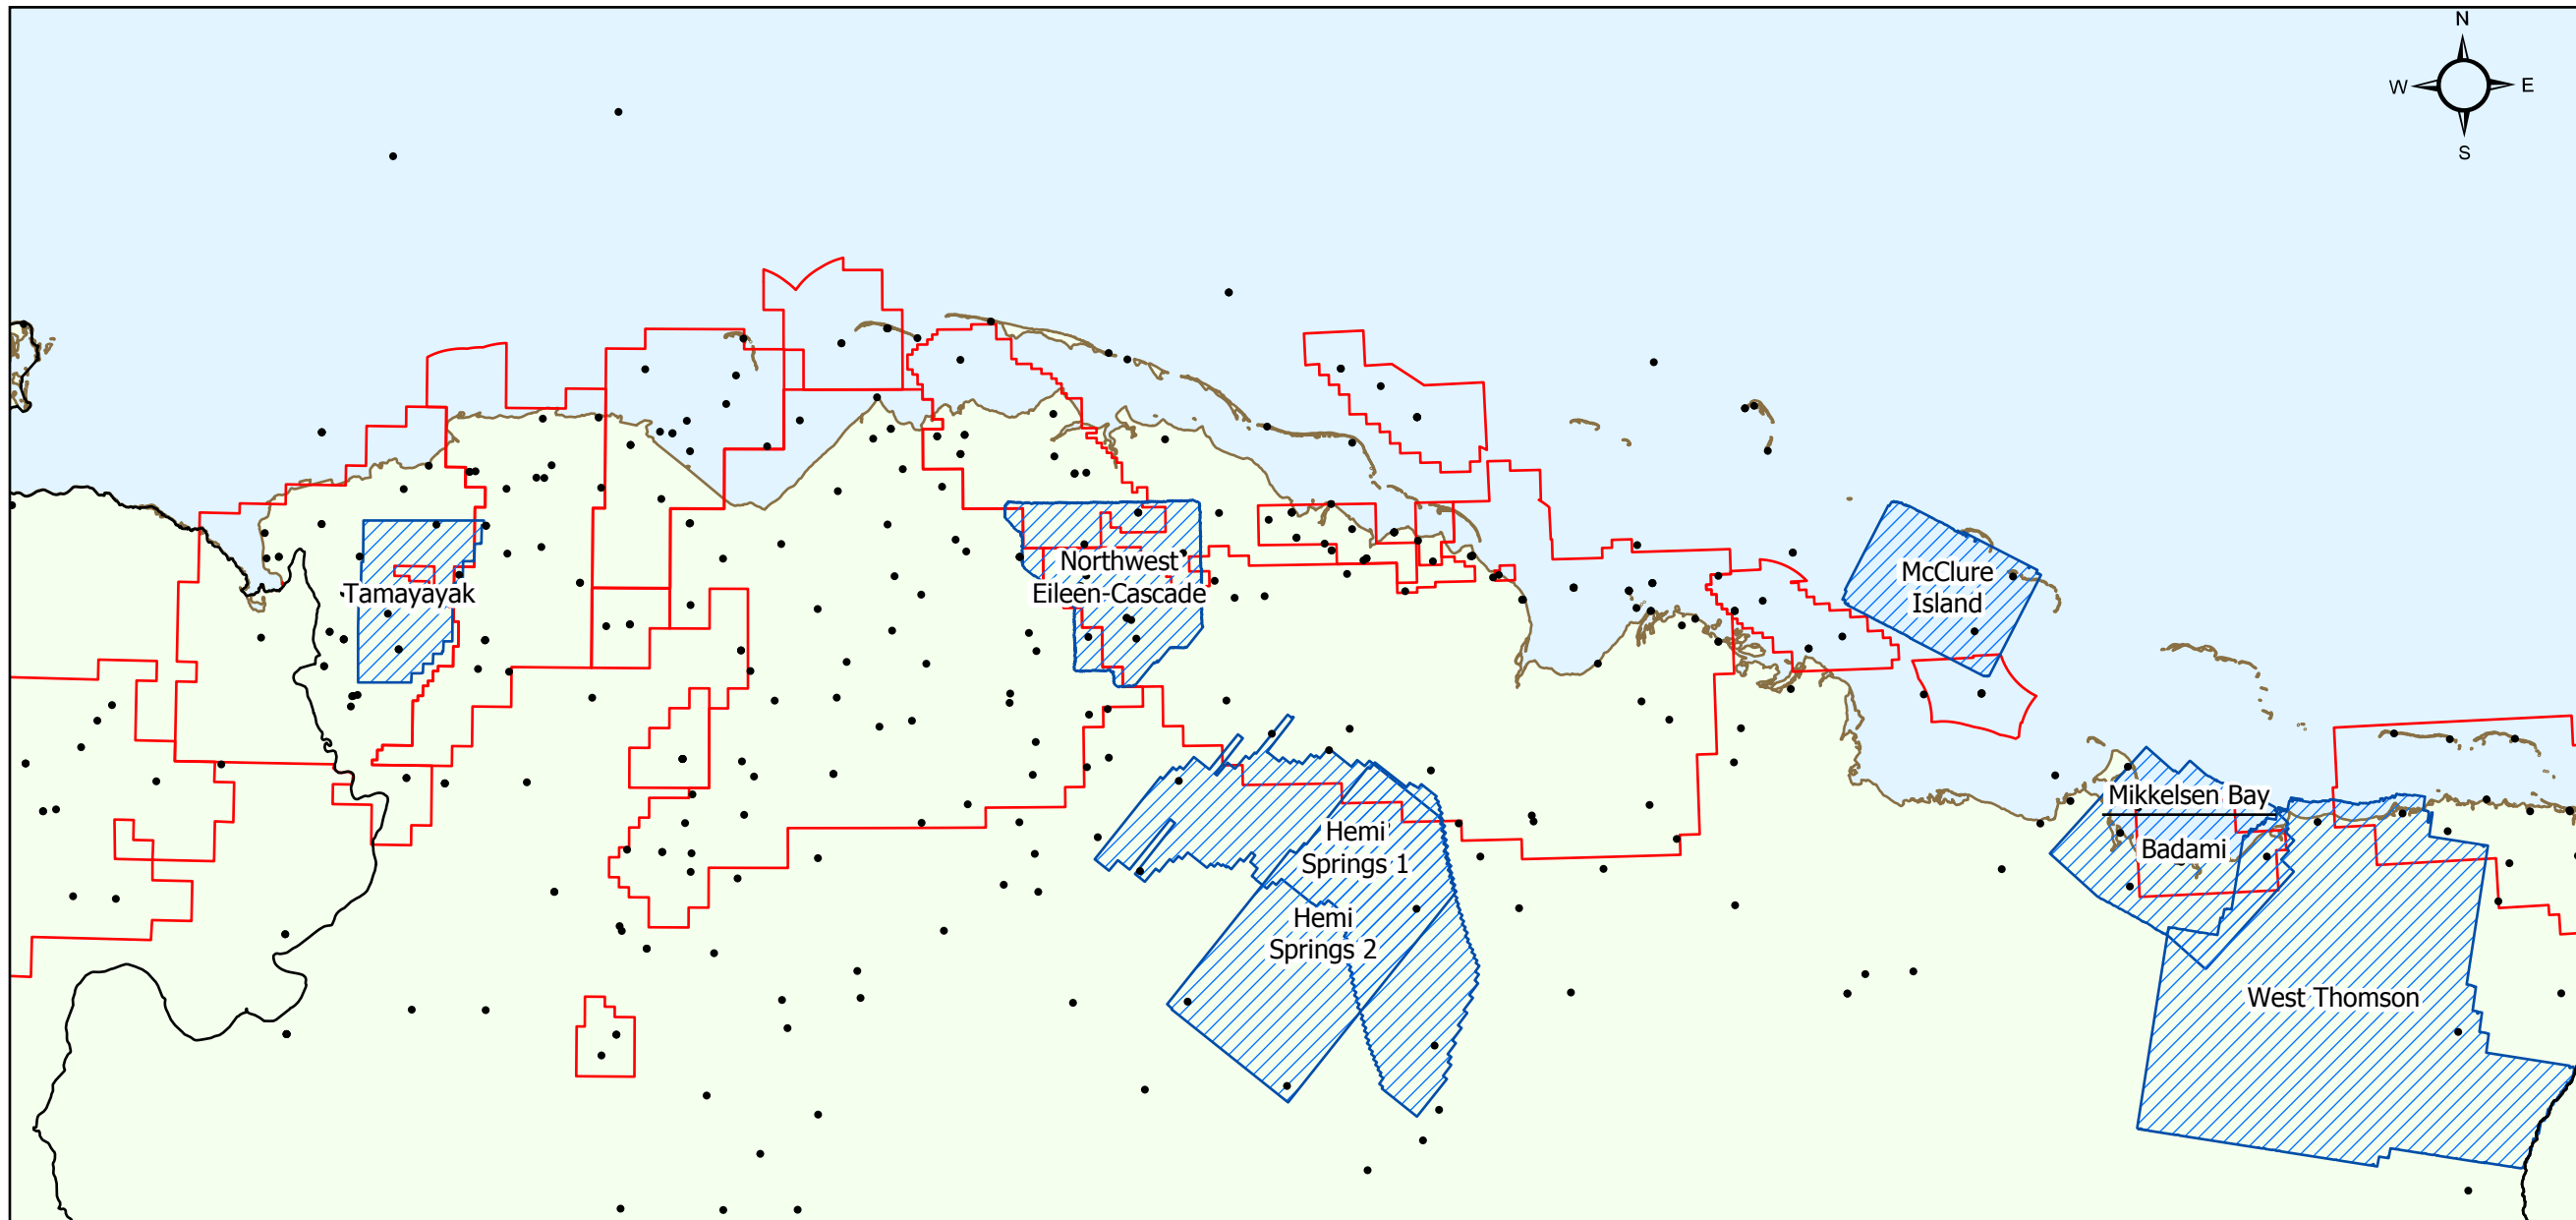 N
W
E
S
Northwest
Eileen-Cascade
McClure
Island
Tamayayak
Mikkelsen Bay
Hemi
Springs 1
Badami
Hemi
Springs 2
West Thomson